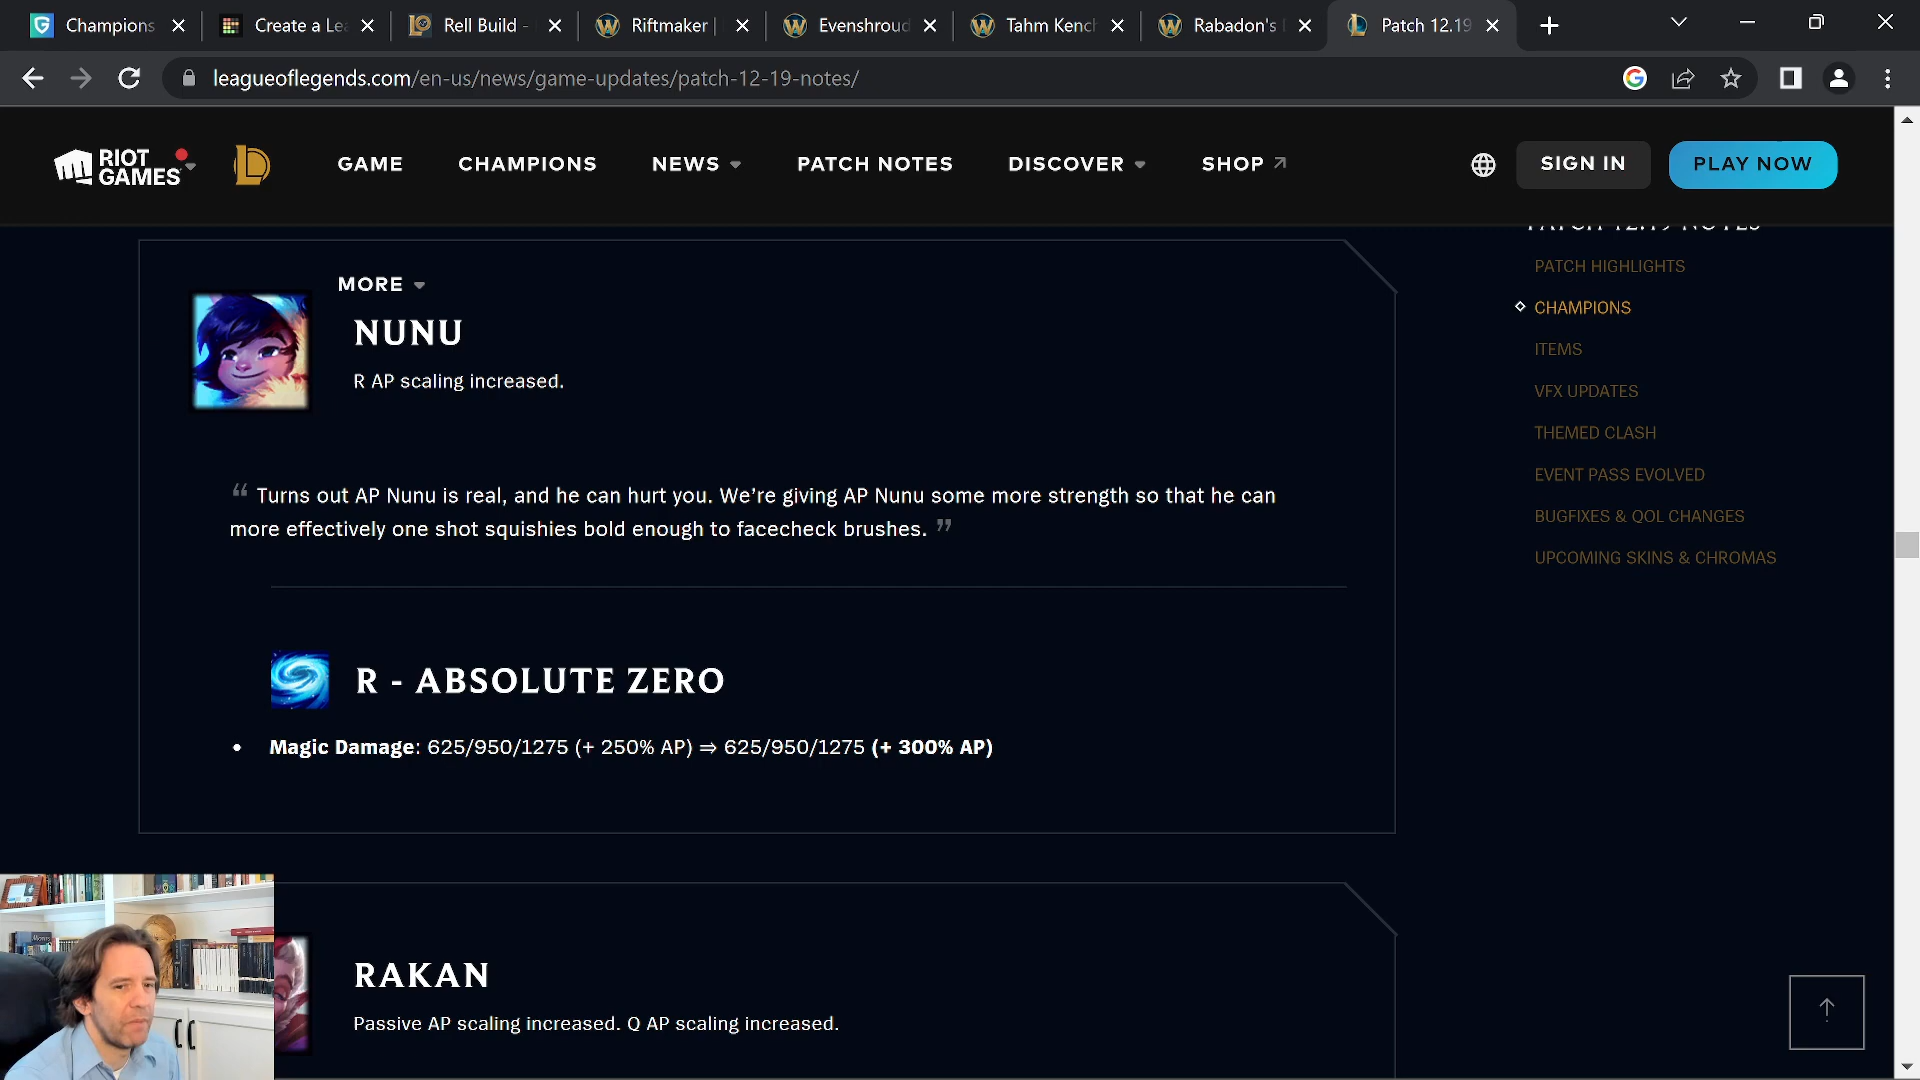 Champions
Create a Le
Rell Build -
Riftmaker |
Evenshroud
Tahm Kenc
Rabadon's
Patch 12.19
leagueoflegends.com/en-us/news/game-updates/patch-12-19-notes/
RIOT GAMES
GAME
CHAMPIONS
NEWS
PATCH NOTES
DISCOVER
SHOP
SIGN IN
PLAY NOW
MORE
NUNU
R AP scaling increased.
“ Turns out AP Nunu is real, and he can hurt you. We’re giving AP Nunu some more strength so that he can
more effectively one shot squishies bold enough to facecheck brushes. ”
R - ABSOLUTE ZERO
• Magic Damage: 625/950/1275 (+ 250% AP) ⇒ 625/950/1275 (+ 300% AP)
RAKAN
Passive AP scaling increased. Q AP scaling increased.
PATCH 12.19 NOTES
PATCH HIGHLIGHTS
CHAMPIONS
ITEMS
VFX UPDATES
THEMED CLASH
EVENT PASS EVOLVED
BUGFIXES & QOL CHANGES
UPCOMING SKINS & CHROMAS